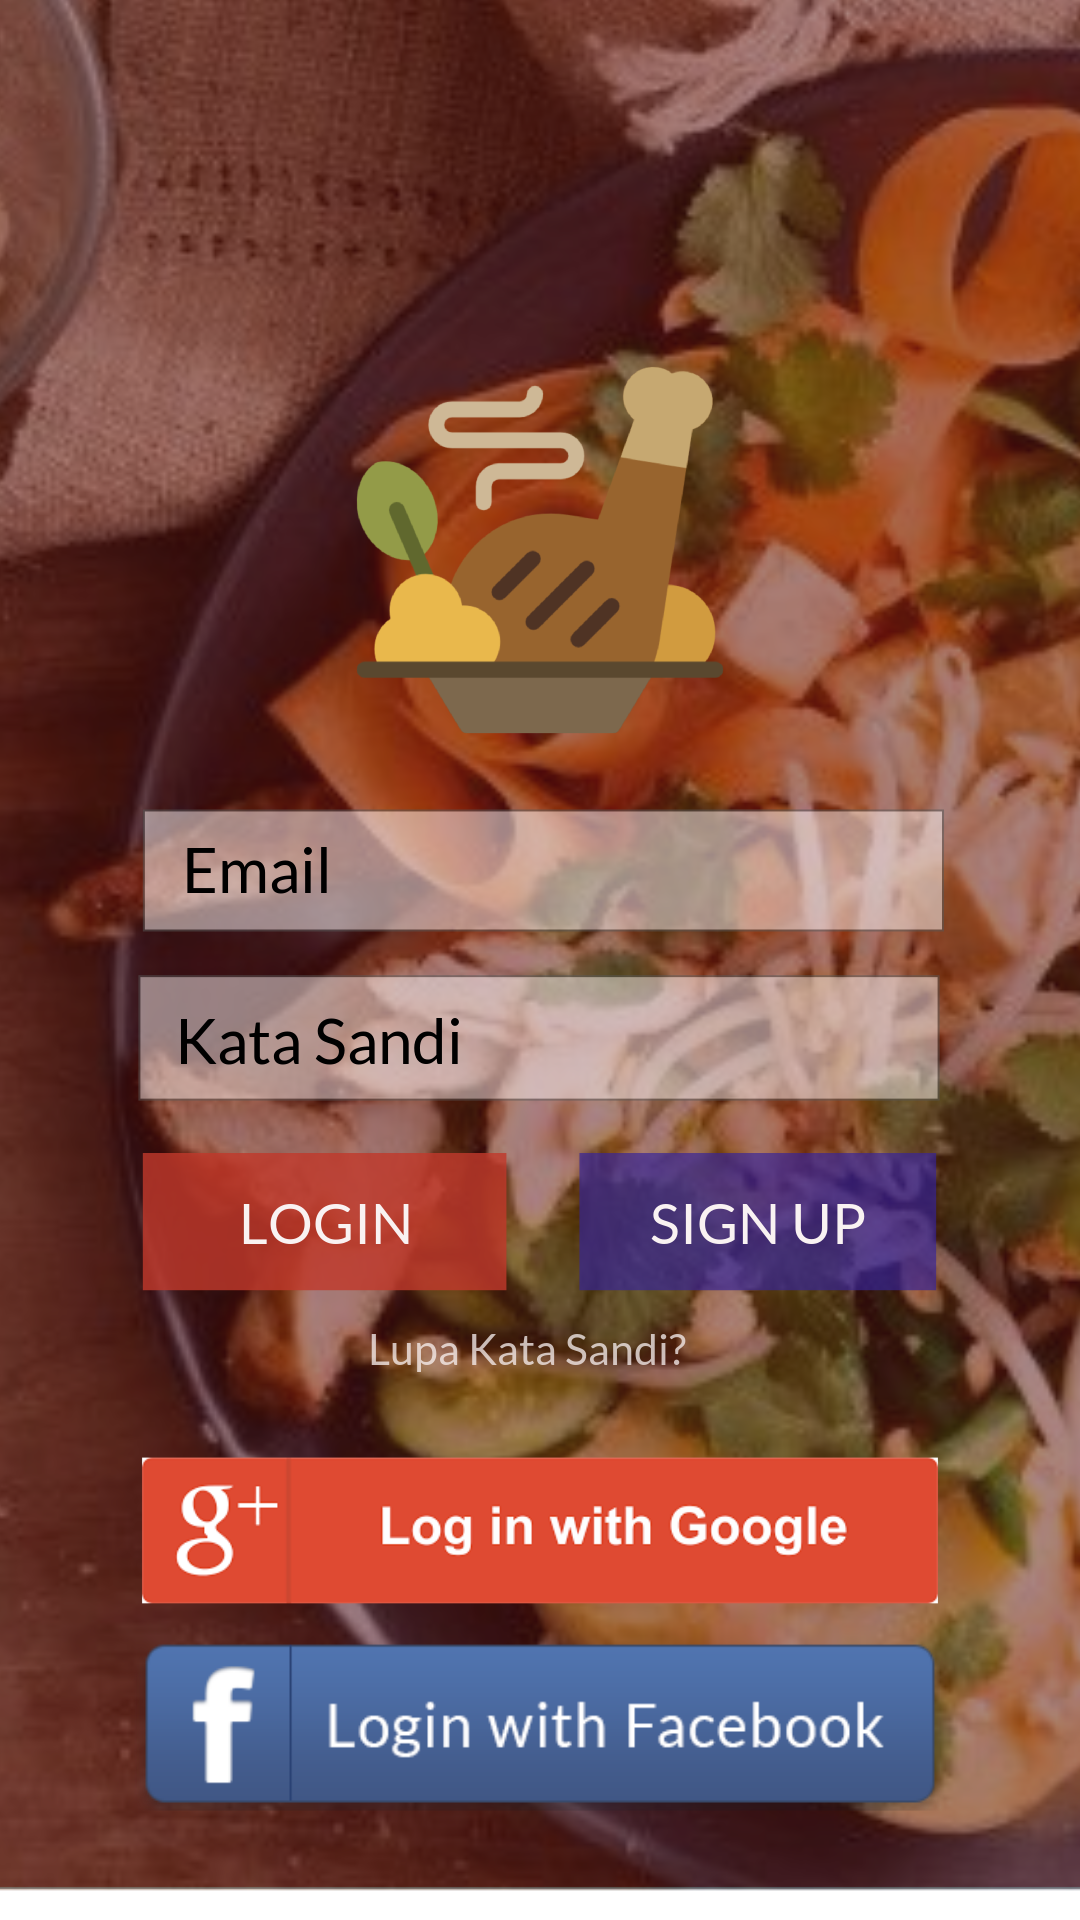 Email
Kata Sandi
LOGIN
SIGN UP
Lupa Kata Sandi?
g+ Log in with Google
f Login with Facebook